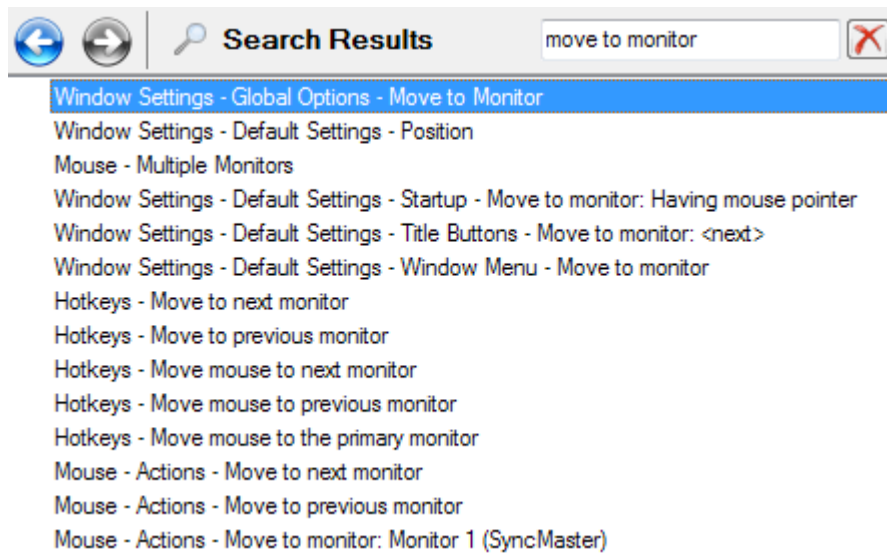 Search Results
move to monitor
Window Settings - Global Options - Move to Monitor
Window Settings - Default Settings - Position
Mouse - Multiple Monitors
Window Settings - Default Settings - Startup - Move to monitor: Having mouse pointer
Window Settings - Default Settings - Title Buttons - Move to monitor: <next>
Window Settings - Default Settings - Window Menu - Move to monitor
Hotkeys - Move to next monitor
Hotkeys - Move to previous monitor
Hotkeys - Move mouse to next monitor
Hotkeys - Move mouse to previous monitor
Hotkeys - Move mouse to the primary monitor
Mouse - Actions - Move to next monitor
Mouse - Actions - Move to previous monitor
Mouse - Actions - Move to monitor: Monitor 1 (SyncMaster)